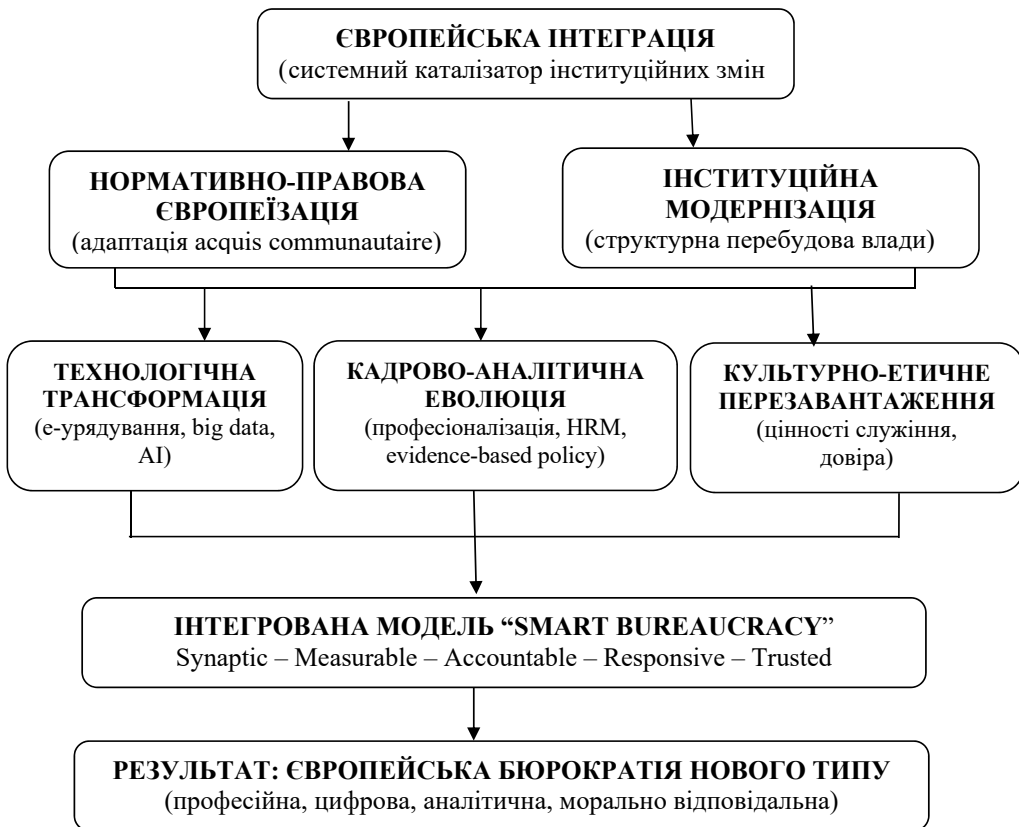 ЄВРОПЕЙСЬКА ІНТЕГРАЦІЯ
(системний каталізатор інституційних змін
НОРМАТИВНО-ПРАВОВА
ЄВРОПЕЇЗАЦІЯ
(адаптація acquis communautaire)
ІНСТИТУЦІЙНА
МОДЕРНІЗАЦІЯ
(структурна перебудова влади)
ТЕХНОЛОГІЧНА
ТРАНСФОРМАЦІЯ
(е-урядування, big data,
AI)
КАДРОВО-АНАЛІТИЧНА
ЕВОЛЮЦІЯ
(професіоналізація, HRM,
evidence-based policy)
КУЛЬТУРНО-ЕТИЧНЕ
ПЕРЕЗАВАНТАЖЕННЯ
(цінності служіння,
довіра)
ІНТЕГРОВАНА МОДЕЛЬ “SMART BUREAUCRACY”
Synaptic – Measurable – Accountable – Responsive – Trusted
РЕЗУЛЬТАТ: ЄВРОПЕЙСЬКА БЮРОКРАТІЯ НОВОГО ТИПУ
(професійна, цифрова, аналітична, морально відповідальна)